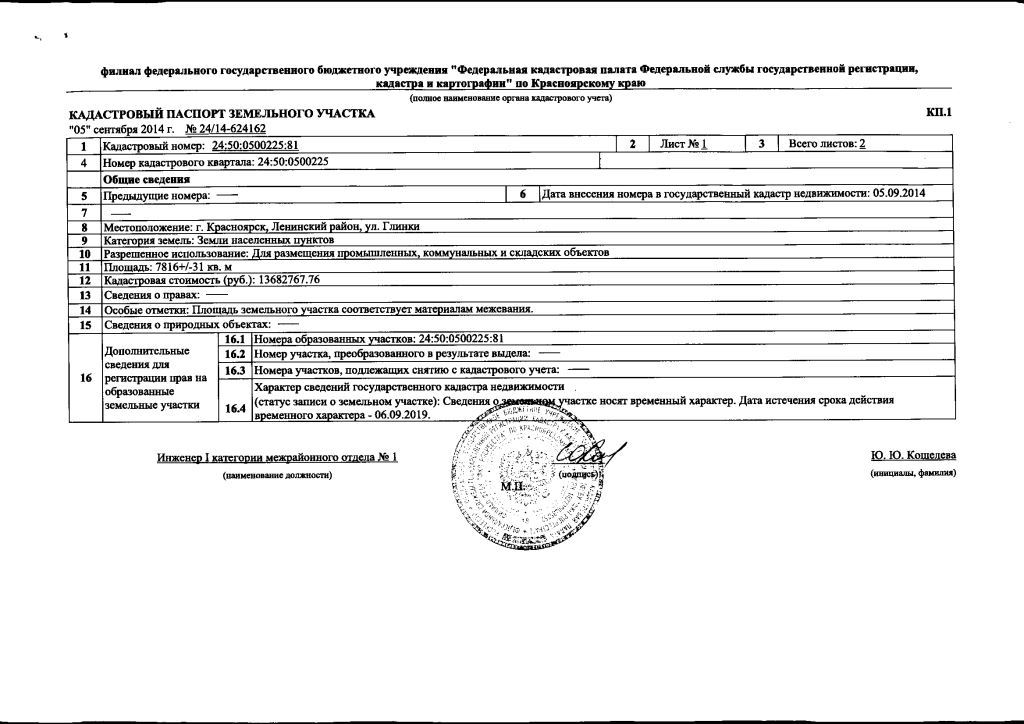 филиал федерального государственного бюджетного учреждения "Федеральная кадастровая палата Федеральной службы государственной регистрации,
кадастра и картографии" по Красноярскому краю
(полное наименование органа кадастрового учета)
КАДАСТРОВЫЙ ПАСПОРТ ЗЕМЕЛЬНОГО УЧАСТКА КП.1
"05" сентября 2014 г. № 24/14-624162
1 Кадастровый номер: 24:50:0500225:81 2 Лист № 1 3 Всего листов: 2
4 Номер кадастрового квартала: 24:50:0500225
Общие сведения
5 Предыдущие номера: —— 6 Дата внесения номера в государственный кадастр недвижимости: 05.09.2014
7 ——
8 Местоположение: г. Красноярск, Ленинский район, ул. Глинки
9 Категория земель: Земли населенных пунктов
10 Разрешенное использование: Для размещения промышленных, коммунальных и складских объектов
11 Площадь: 7816+/-31 кв. м
12 Кадастровая стоимость (руб.): 13682767.76
13 Сведения о правах: ——
14 Особые отметки: Площадь земельного участка соответствует материалам межевания.
15 Сведения о природных объектах: ——
16 Дополнительные
сведения для
регистрации прав на
образованные
земельные участки
16.1 Номера образованных участков: 24:50:0500225:81
16.2 Номер участка, преобразованного в результате выдела: ——
16.3 Номера участков, подлежащих снятию с кадастрового учета: ——
16.4 Характер сведений государственного кадастра недвижимости
(статус записи о земельном участке): Сведения о земельном участке носят временный характер. Дата истечения срока действия
временного характера - 06.09.2019.
Инженер I категории межрайонного отдела № 1 Ю. Ю. Кошелева
(наименование должности) (подпись) (инициалы, фамилия)
М.П.